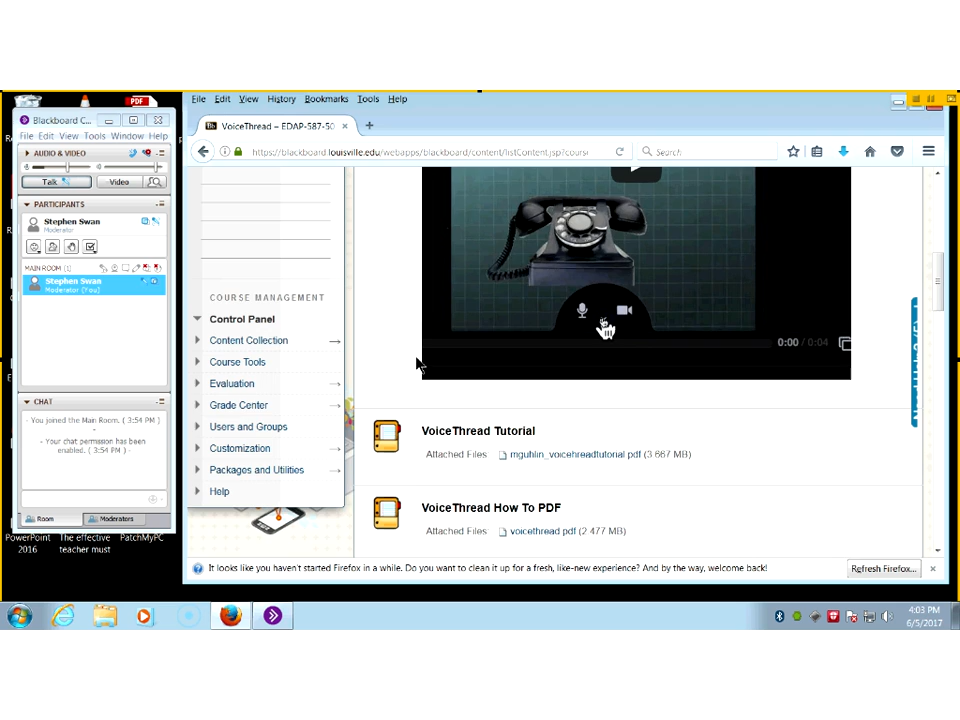 PDF
Blackboard C...
File Edit View Tools Window Help
AUDIO & VIDEO
Talk
Video
PARTICIPANTS
Stephen Swan
Moderator
MAIN ROOM (1)
Stephen Swan
Moderator (You)
CHAT
- You joined the Main Room. ( 3:54 PM )
-
- Your chat permission has been
enabled. ( 3:54 PM ) -
Room
Moderators
PowerPoint
2016
The effective
teacher must
PatchMyPC
File Edit View History Bookmarks Tools Help
Bb VoiceThread – EDAP-587-50
https://blackboard.louisville.edu/webapps/blackboard/content/listContent.jsp?cours
Search
COURSE MANAGEMENT
Control Panel
Content Collection
Course Tools
Evaluation
Grade Center
Users and Groups
Customization
Packages and Utilities
Help
0:00 / 0:04
VoiceThread Tutorial
Attached Files: mguhlin_voicethreadtutorial.pdf (3.667 MB)
VoiceThread How To PDF
Attached Files: voicethread.pdf (2.477 MB)
It looks like you haven't started Firefox in a while. Do you want to clean it up for a fresh, like-new experience? And by the way, welcome back!
Refresh Firefox...
4:03 PM
6/5/2017